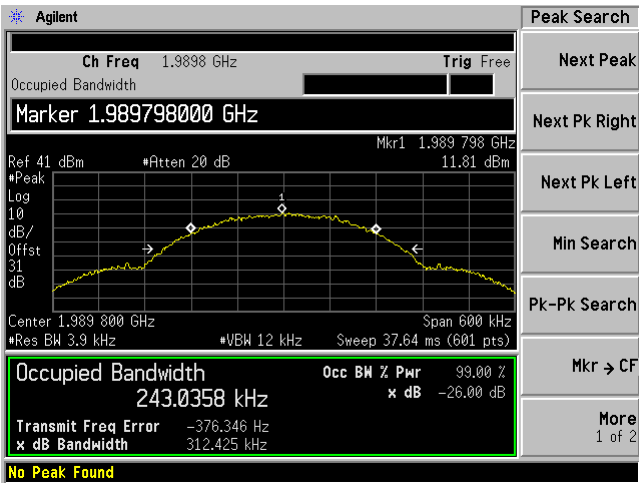 Agilent
Peak Search
Ch Freq 1.9898 GHz Trig Free
Occupied Bandwidth
Marker 1.989798000 GHz
Mkr1 1.989 798 GHz
Ref 41 dBm #Atten 20 dB 11.81 dBm
#Peak
Log
10
dB/
Offst
31
dB
1
Center 1.989 800 GHz Span 600 kHz
#Res BW 3.9 kHz #VBW 12 kHz Sweep 37.64 ms (601 pts)
Occupied Bandwidth Occ BW % Pwr 99.00 %
243.0358 kHz x dB -26.00 dB
Transmit Freq Error -376.346 Hz
x dB Bandwidth 312.425 kHz
No Peak Found
Next Peak
Next Pk Right
Next Pk Left
Min Search
Pk-Pk Search
Mkr → CF
More
1 of 2